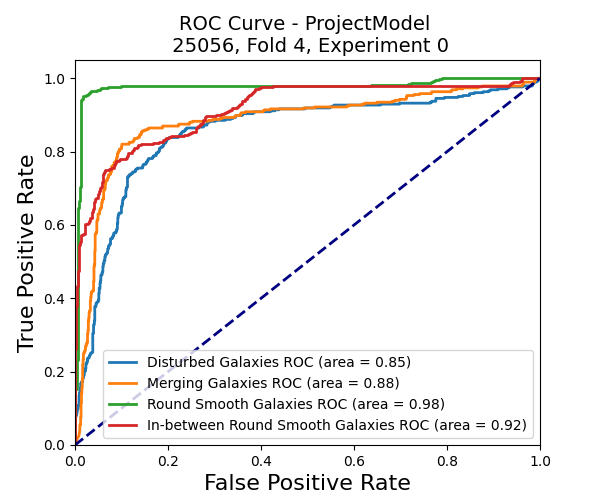 ROC Curve - ProjectModel
25056, Fold 4, Experiment 0
True Positive Rate
1.0
0.8
0.6
0.4
0.2
0.0
Disturbed Galaxies ROC (area = 0.85)
Merging Galaxies ROC (area = 0.88)
Round Smooth Galaxies ROC (area = 0.98)
In-between Round Smooth Galaxies ROC (area = 0.92)
0.0 0.2 0.4 0.6 0.8 1.0
False Positive Rate